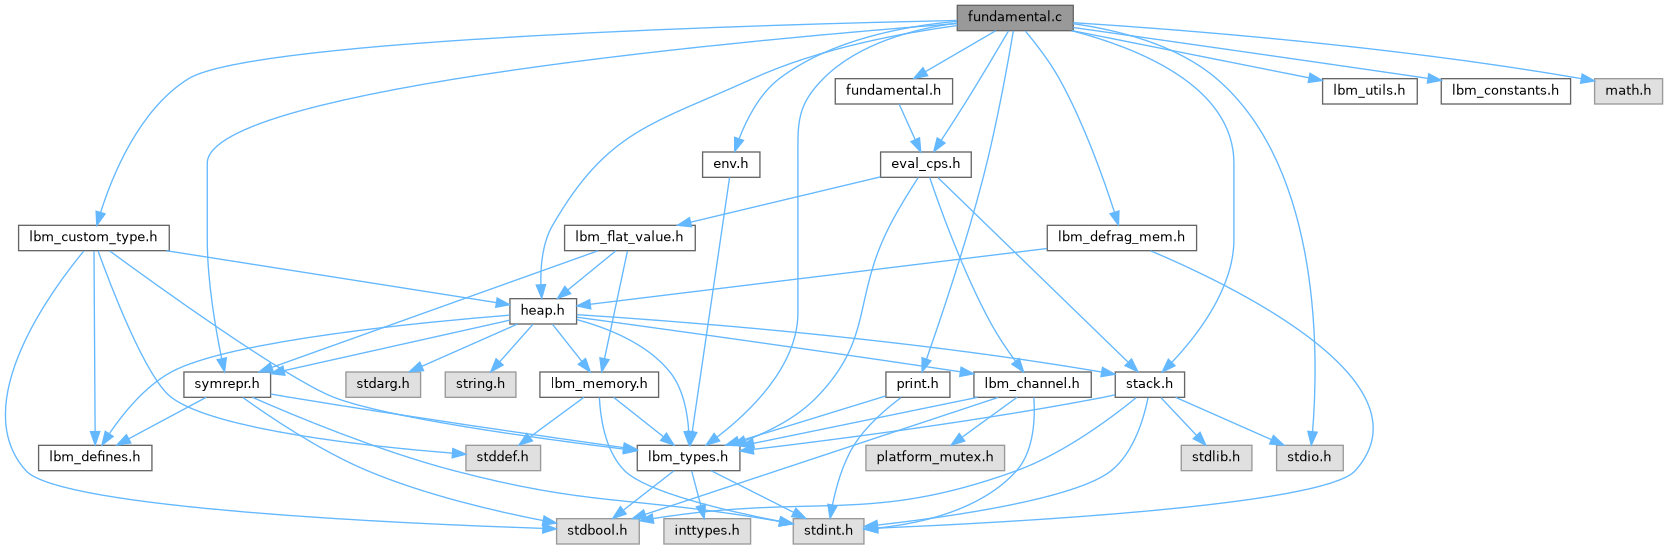 fundamental.c
fundamental.h
lbm_utils.h
lbm_constants.h
math.h
env.h
eval_cps.h
lbm_custom_type.h
lbm_flat_value.h
lbm_defrag_mem.h
heap.h
symrepr.h
stdarg.h
string.h
lbm_memory.h
print.h
lbm_channel.h
stack.h
lbm_defines.h
stddef.h
lbm_types.h
platform_mutex.h
stdlib.h
stdio.h
stdbool.h
inttypes.h
stdint.h